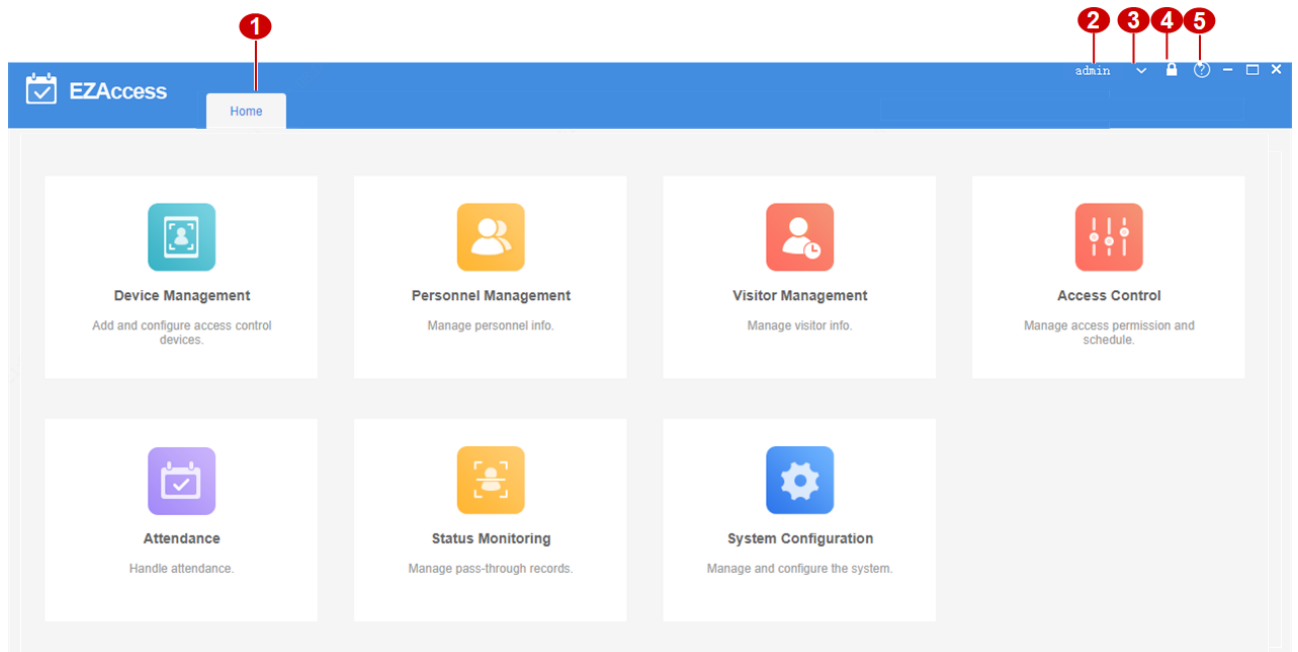 1 2 3 4 5
admin
EZAccess
Home
Device Management Personnel Management Visitor Management Access Control
Add and configure access control devices.
Manage personnel info.
Manage visitor info.
Manage access permission and schedule.
Attendance Status Monitoring System Configuration
Handle attendance.
Manage pass-through records.
Manage and configure the system.